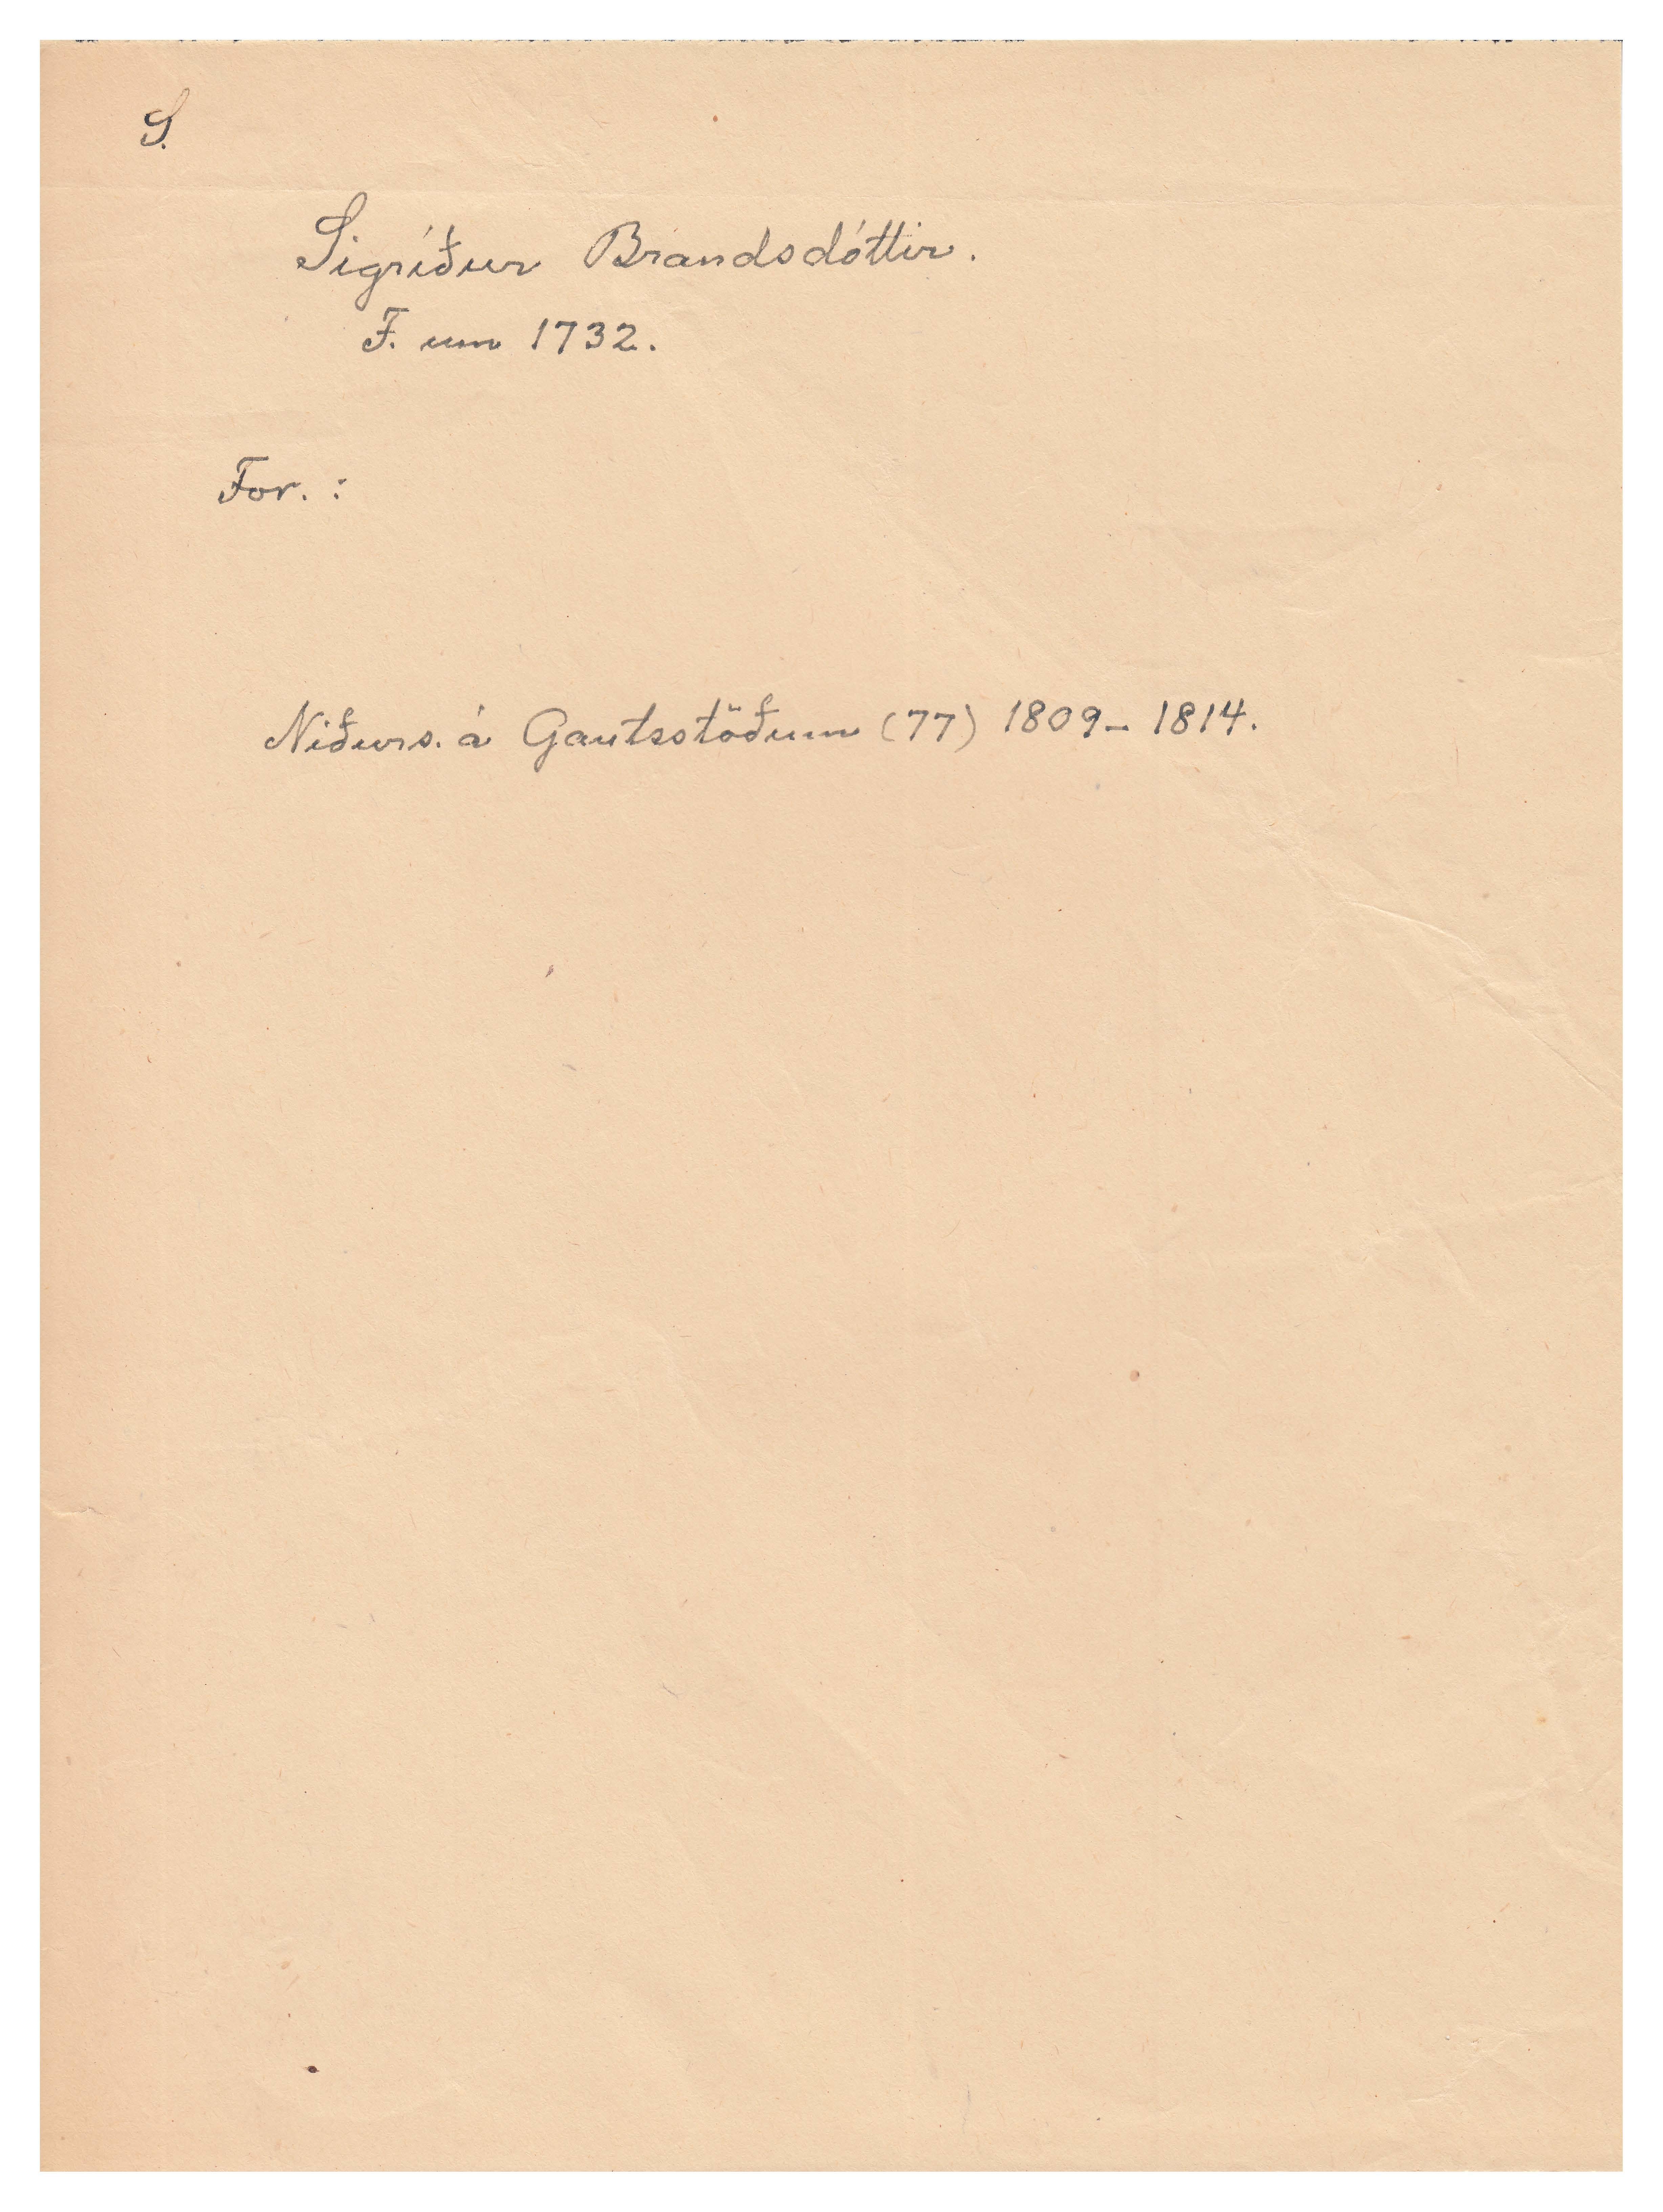 S.
Sigríður Brandsdóttir.
F. um 1732.
For. :
Niðurs. á Gautsstöðum (77) 1809 - 1814.